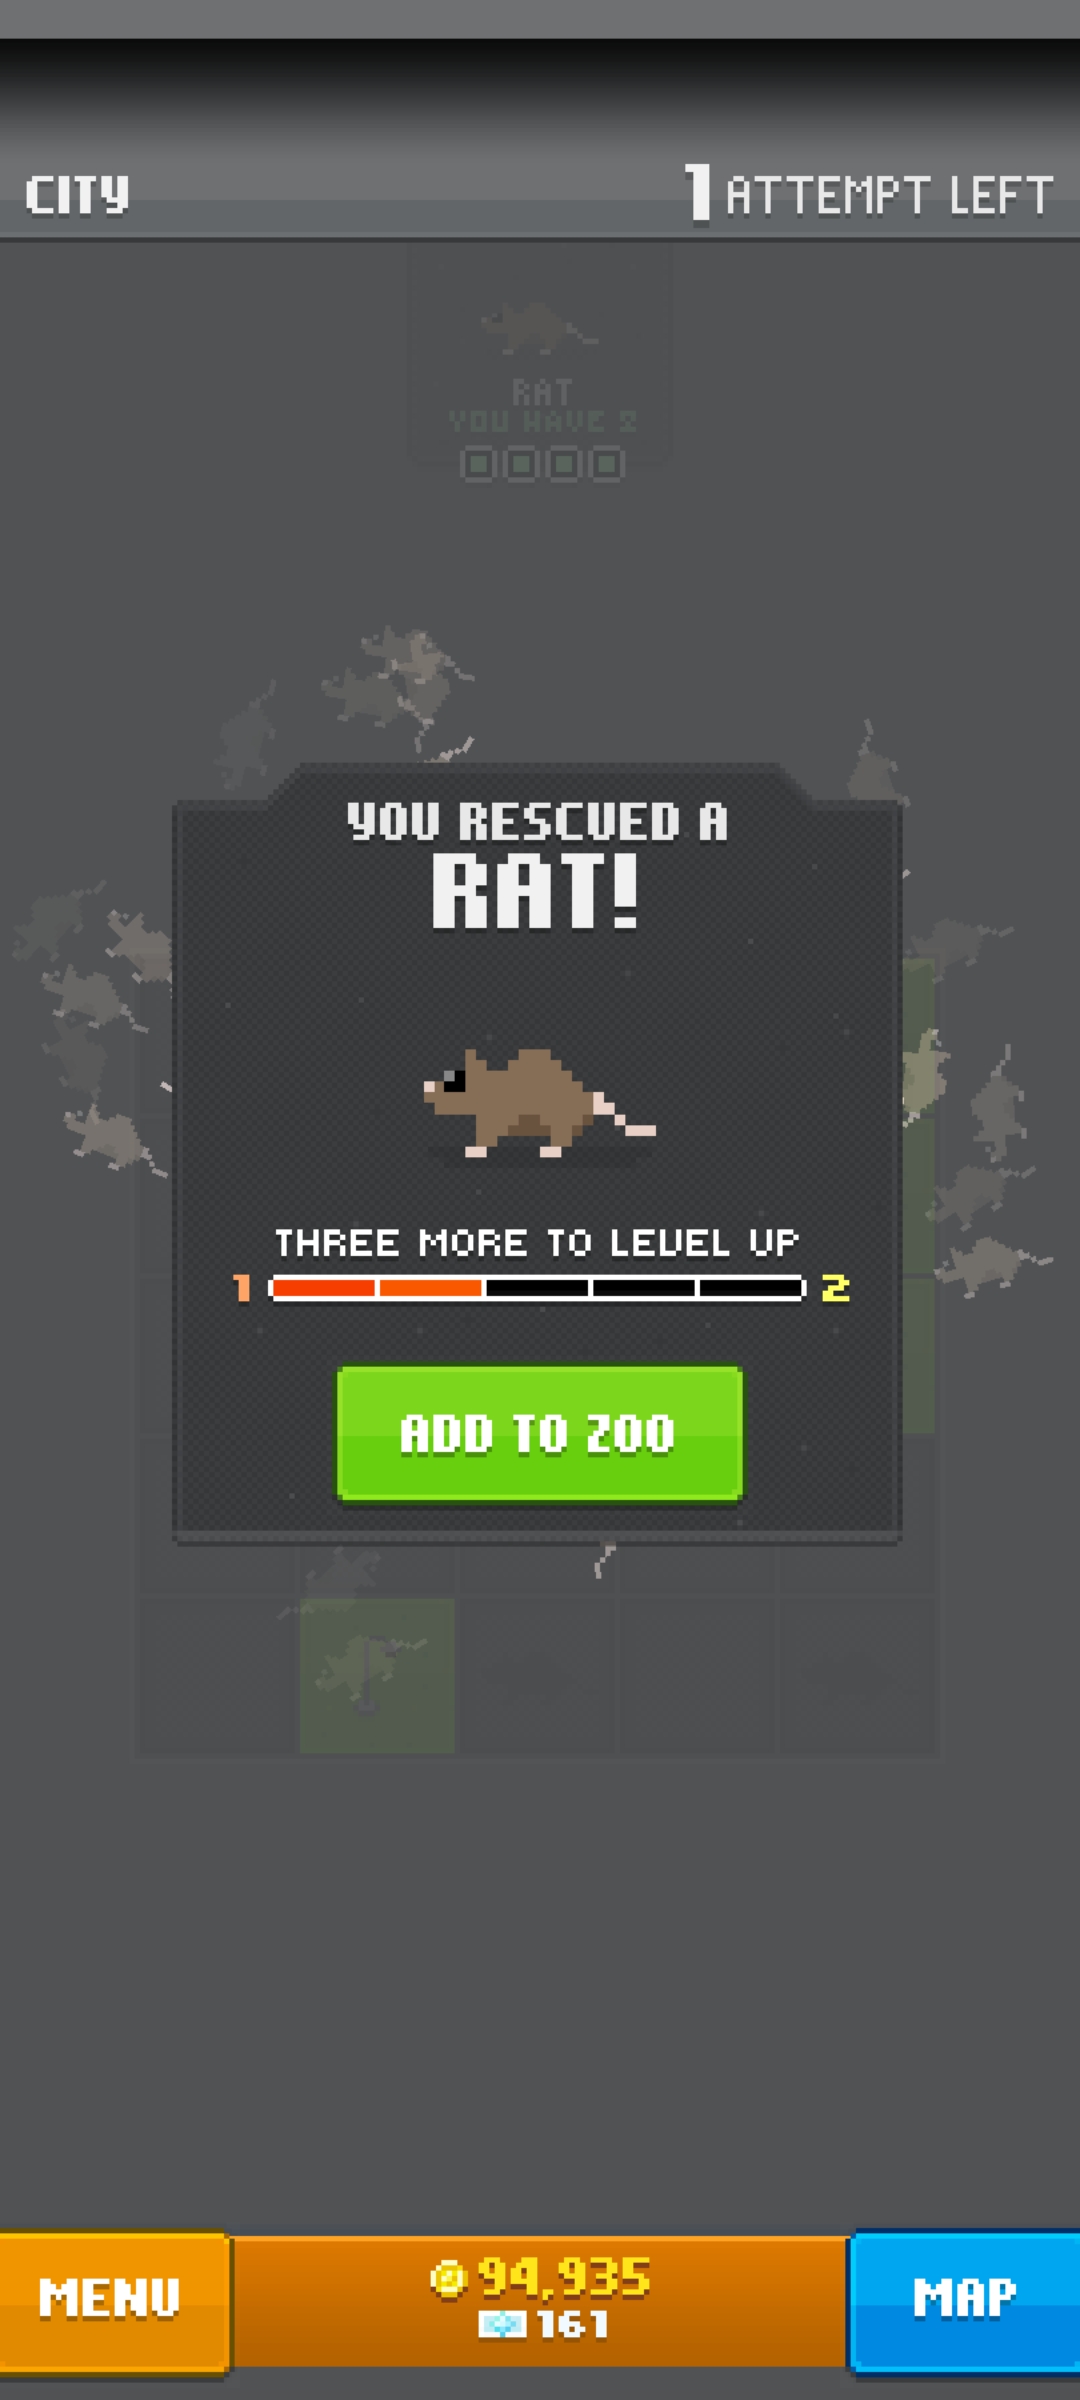 CITY
1 ATTEMPT LEFT
RAT
YOU HAVE 2
YOU RESCUED A
RAT!
THREE MORE TO LEVEL UP
1 2
ADD TO ZOO
MENU
94,935
161
MAP